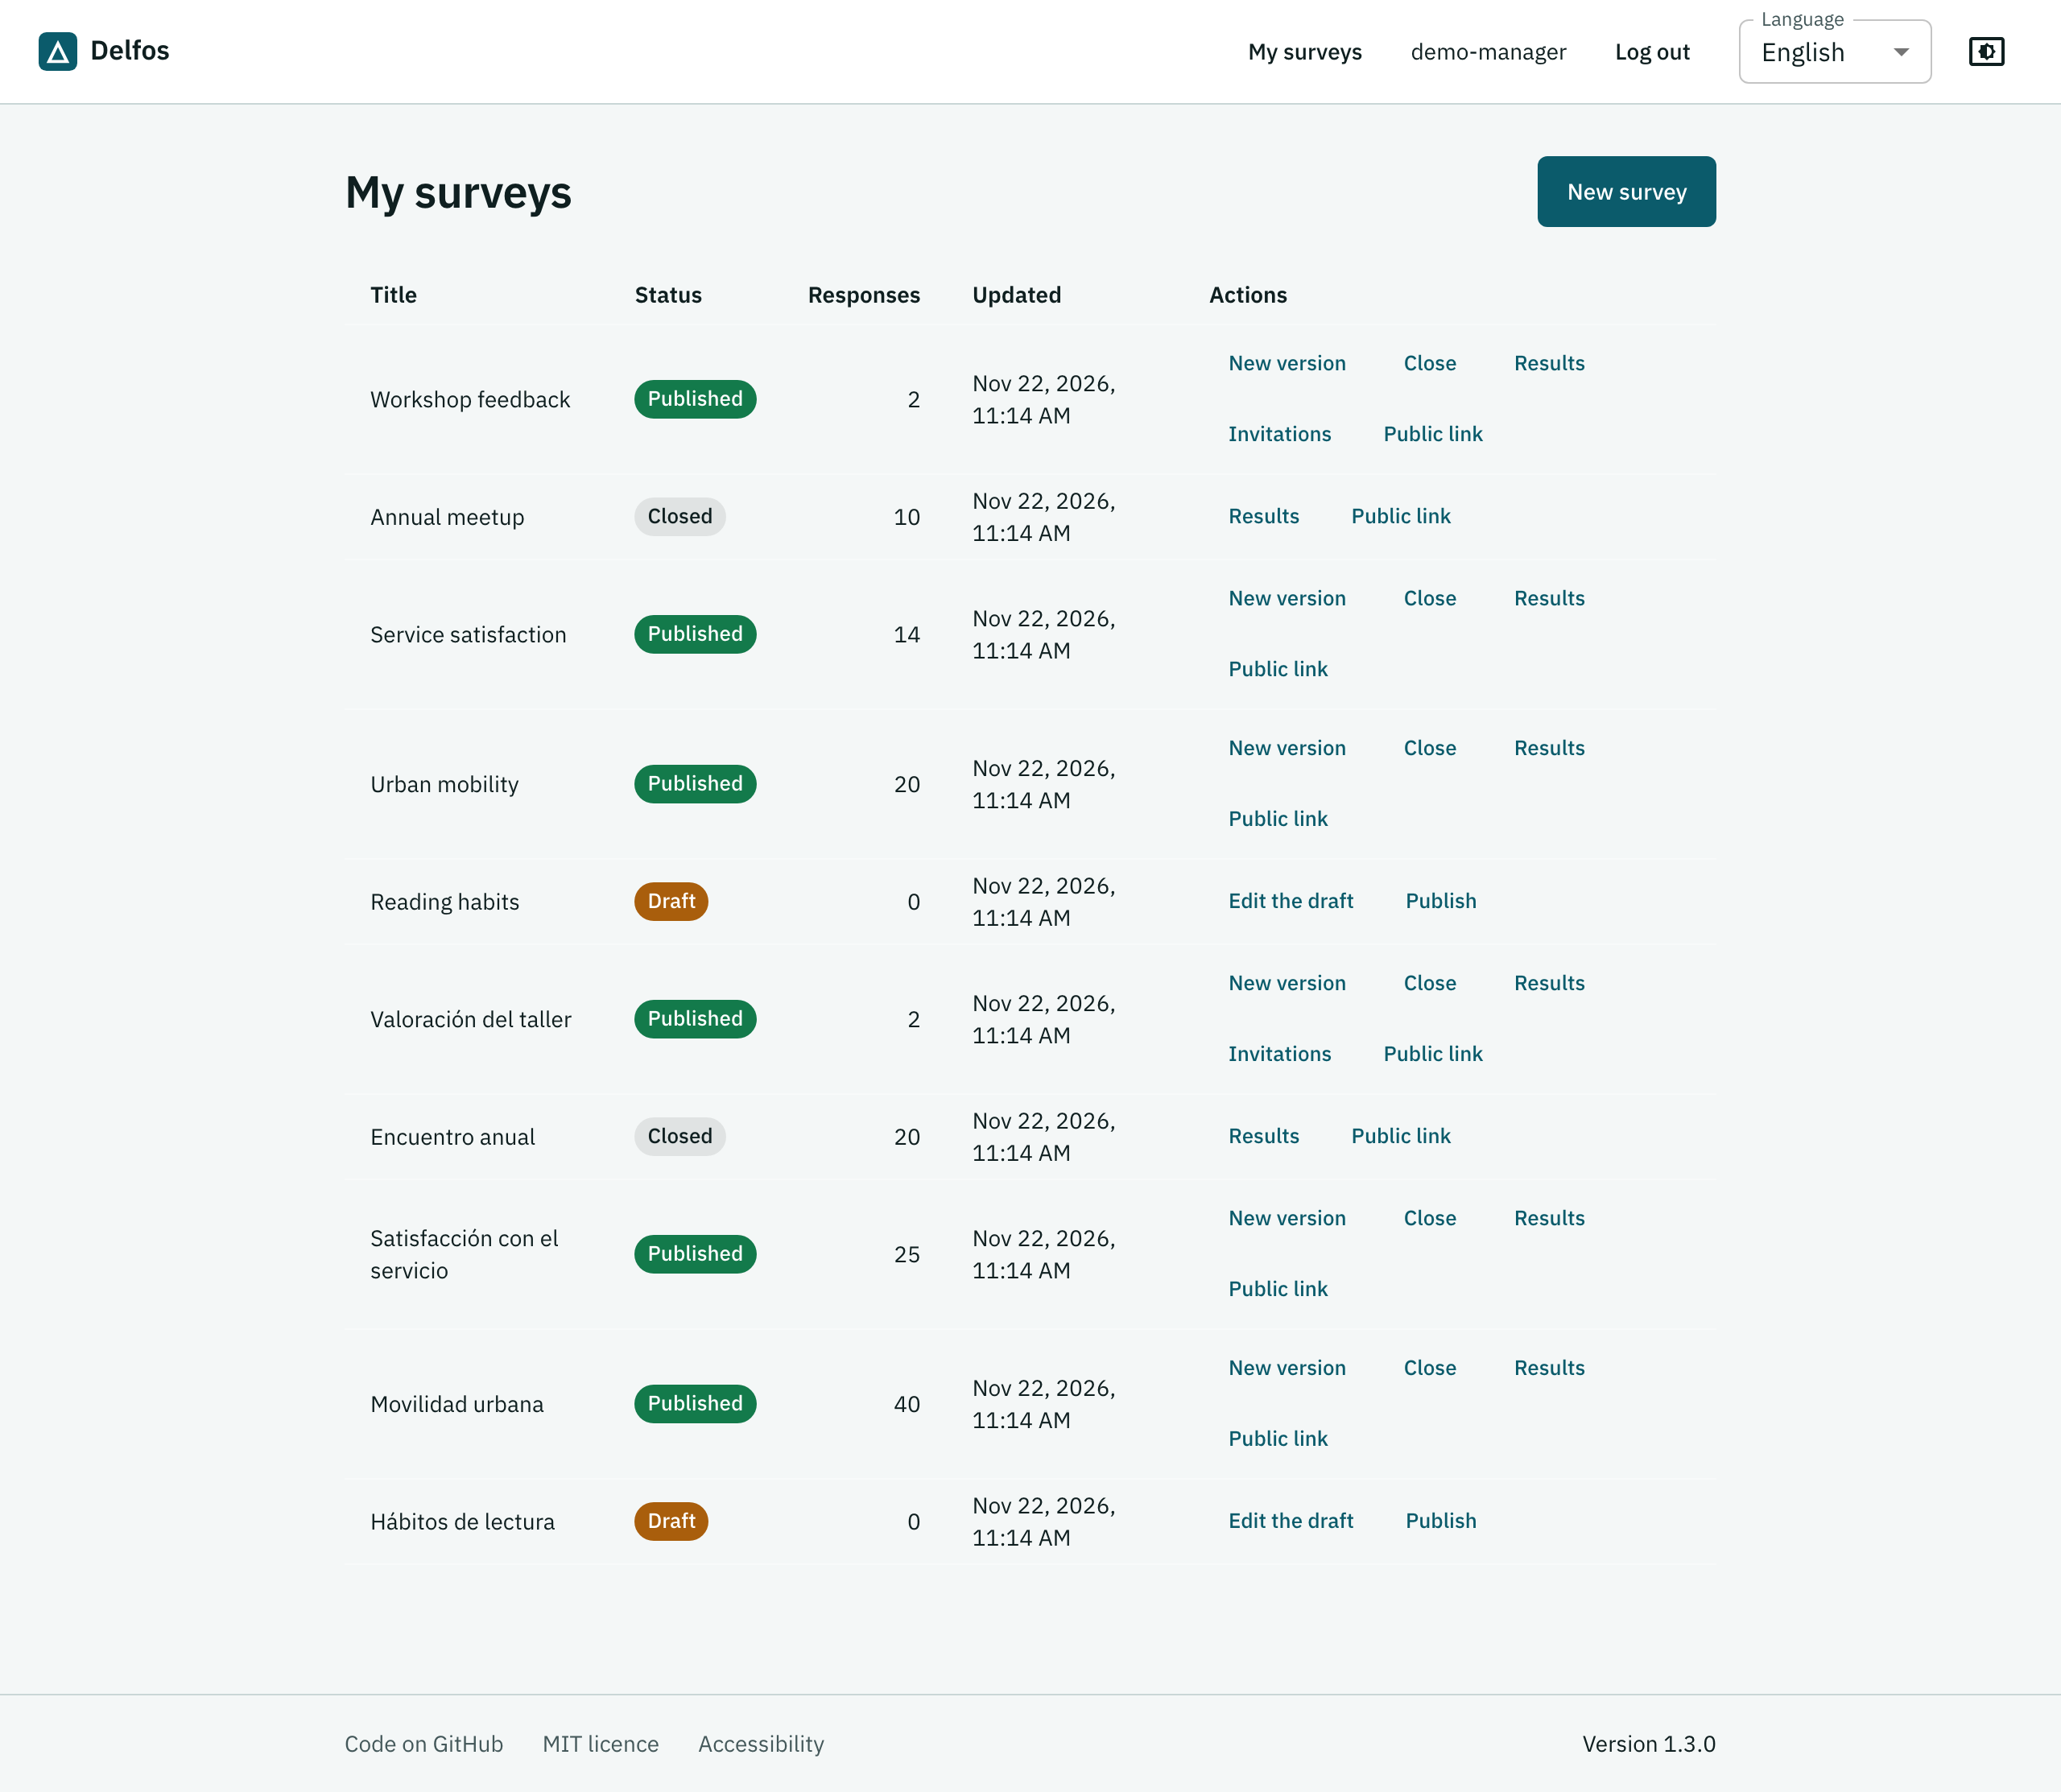 Delfos
My surveys
demo-manager
Log out
Language
English
My surveys
New survey
Title
Status
Responses
Updated
Actions
Workshop feedback
Published
2
Nov 22, 2026,
11:14 AM
New version
Close
Results
Invitations
Public link
Annual meetup
Closed
10
Nov 22, 2026,
11:14 AM
Results
Public link
Service satisfaction
Published
14
Nov 22, 2026,
11:14 AM
New version
Close
Results
Public link
Urban mobility
Published
20
Nov 22, 2026,
11:14 AM
New version
Close
Results
Public link
Reading habits
Draft
0
Nov 22, 2026,
11:14 AM
Edit the draft
Publish
Valoración del taller
Published
2
Nov 22, 2026,
11:14 AM
New version
Close
Results
Invitations
Public link
Encuentro anual
Closed
20
Nov 22, 2026,
11:14 AM
Results
Public link
Satisfacción con el
servicio
Published
25
Nov 22, 2026,
11:14 AM
New version
Close
Results
Public link
Movilidad urbana
Published
40
Nov 22, 2026,
11:14 AM
New version
Close
Results
Public link
Hábitos de lectura
Draft
0
Nov 22, 2026,
11:14 AM
Edit the draft
Publish
Code on GitHub
MIT licence
Accessibility
Version 1.3.0